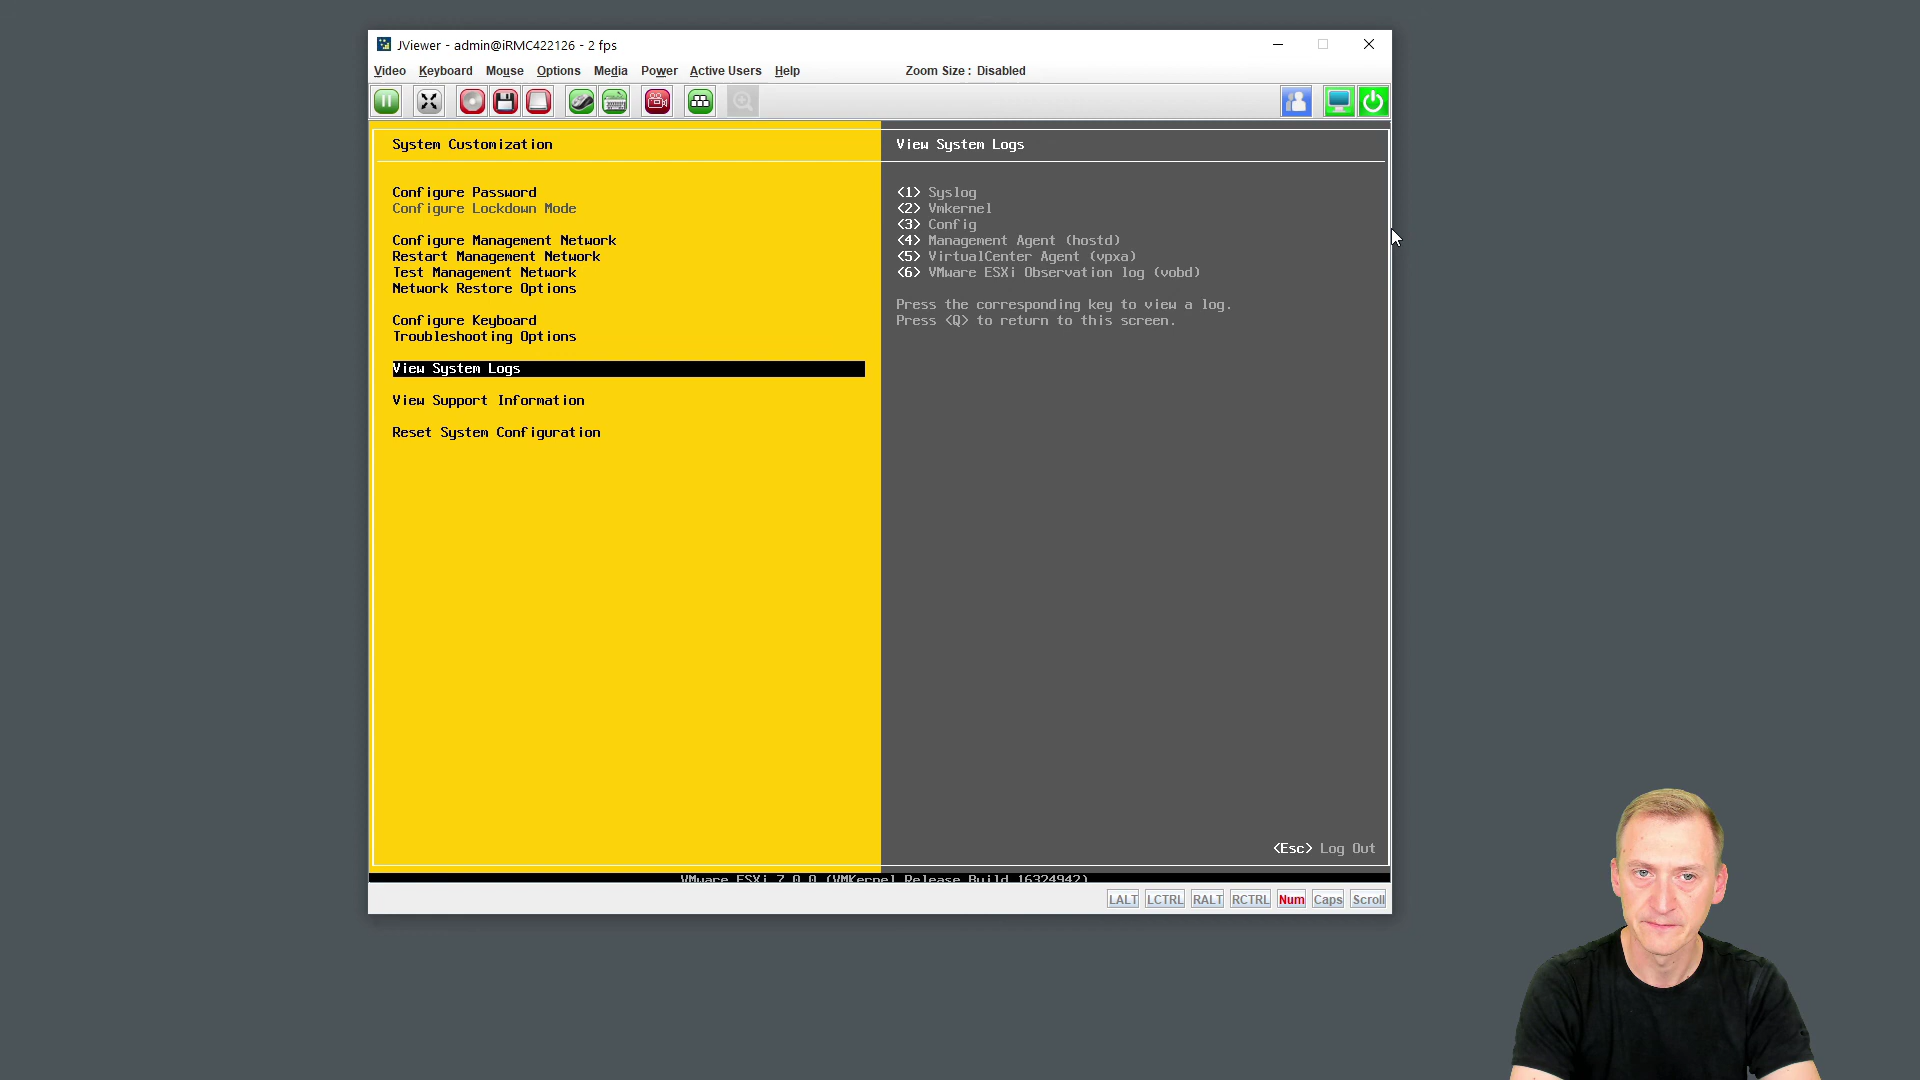 JViewer - admin@iRMC422126 - 2 fps
Video Keyboard Mouse Options Media Power Active Users Help Zoom Size : Disabled
System Customization
Configure Password
Configure Lockdown Mode
Configure Management Network
Restart Management Network
Test Management Network
Network Restore Options
Configure Keyboard
Troubleshooting Options
View System Logs
View Support Information
Reset System Configuration
View System Logs
<1> Syslog
<2> Vmkernel
<3> Config
<4> Management Agent (hostd)
<5> VirtualCenter Agent (vpxa)
<6> VMware ESXi Observation log (vobd)
Press the corresponding key to view a log.
Press <Q> to return to this screen.
<Esc> Log Out
VMware ESXi 7.0.0 (VMKernel Release Build 16324942)
LALT LCTRL RALT RCTRL Num Caps Scroll